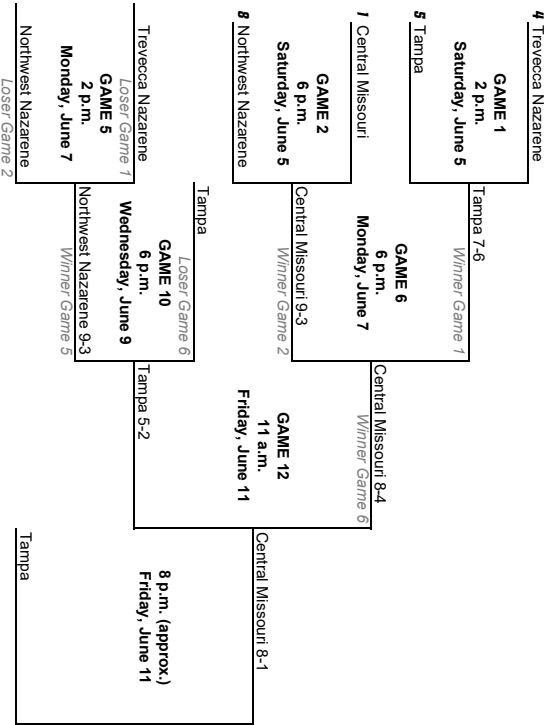 4 Trevecca Nazarene
GAME 1
2 p.m.
Saturday, June 5
5 Tampa
Tampa 7-6
Winner Game 1
1 Central Missouri
GAME 2
6 p.m.
Saturday, June 5
8 Northwest Nazarene
Central Missouri 9-3
Winner Game 2
GAME 6
6 p.m.
Monday, June 7
Central Missouri 8-4
Winner Game 6
Trevecca Nazarene
Loser Game 1
GAME 5
2 p.m.
Monday, June 7
Northwest Nazarene
Loser Game 2
Tampa
Loser Game 6
GAME 10
6 p.m.
Wednesday, June 9
Northwest Nazarene 9-3
Winner Game 5
Tampa 5-2
GAME 12
11 a.m.
Friday, June 11
Central Missouri 8-1
8 p.m. (approx.)
Friday, June 11
Tampa